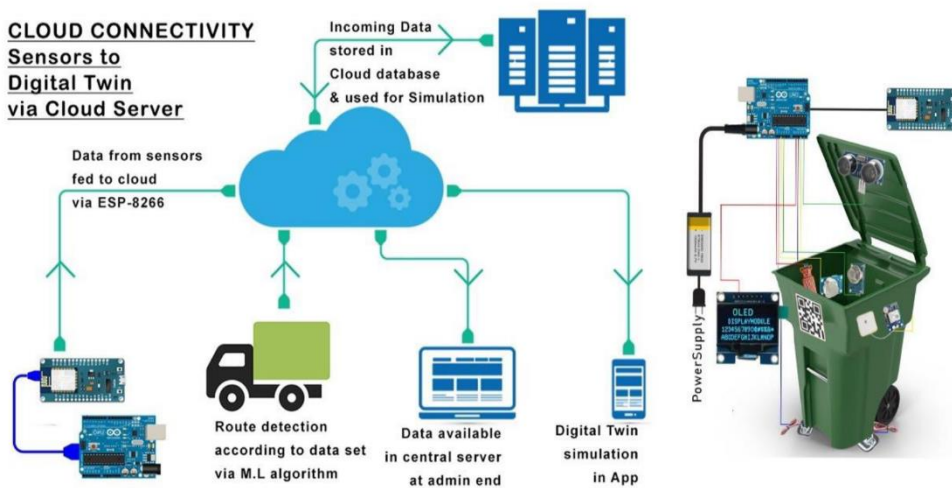 CLOUD CONNECTIVITY
Sensors to
Digital Twin
via Cloud Server
Incoming Data
stored in
Cloud database
& used for Simulation
Data from sensors
fed to cloud
via ESP-8266
Route detection
according to data set
via M.L algorithm
Data available
in central server
at admin end
Digital Twin
simulation
in App
PowerSupply
OLED
DISPLAYMODLE
ARDUINO